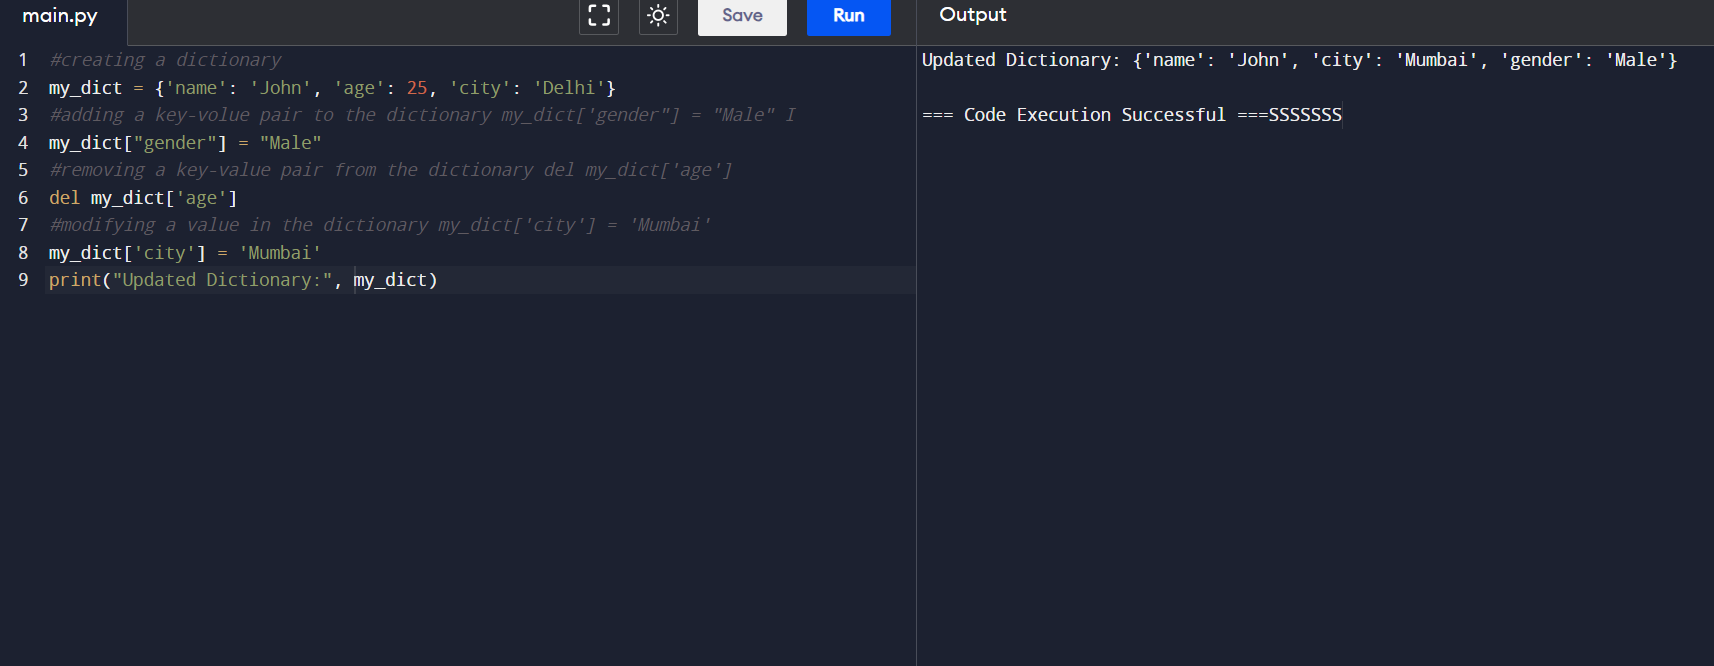 main.py
Save
Run
Output
1 #creating a dictionary
2 my_dict = {'name': 'John', 'age': 25, 'city': 'Delhi'}
3 #adding a key-volue pair to the dictionary my_dict['gender"] = "Male" I
4 my_dict["gender"] = "Male"
5 #removing a key-value pair from the dictionary del my_dict['age']
6 del my_dict['age']
7 #modifying a value in the dictionary my_dict['city'] = 'Mumbai'
8 my_dict['city'] = 'Mumbai'
9 print("Updated Dictionary:", my_dict)
Updated Dictionary: {'name': 'John', 'city': 'Mumbai', 'gender': 'Male'}
=== Code Execution Successful ===SSSSSSS